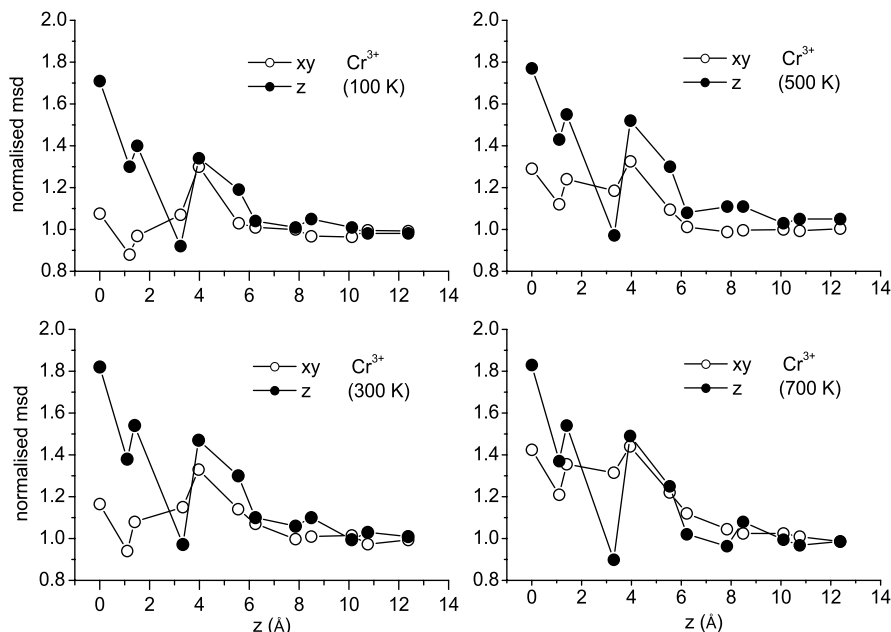 2.0
1.8
1.6
1.4
1.2
1.0
0.8
normalised msd
xy Cr³⁺
z (100 K)
0 2 4 6 8 10 12 14
2.0
1.8
1.6
1.4
1.2
1.0
0.8
xy Cr³⁺
z (500 K)
0 2 4 6 8 10 12 14
2.0
1.8
1.6
1.4
1.2
1.0
0.8
normalised msd
xy Cr³⁺
z (300 K)
0 2 4 6 8 10 12 14
z (Å)
2.0
1.8
1.6
1.4
1.2
1.0
0.8
xy Cr³⁺
z (700 K)
0 2 4 6 8 10 12 14
z (Å)